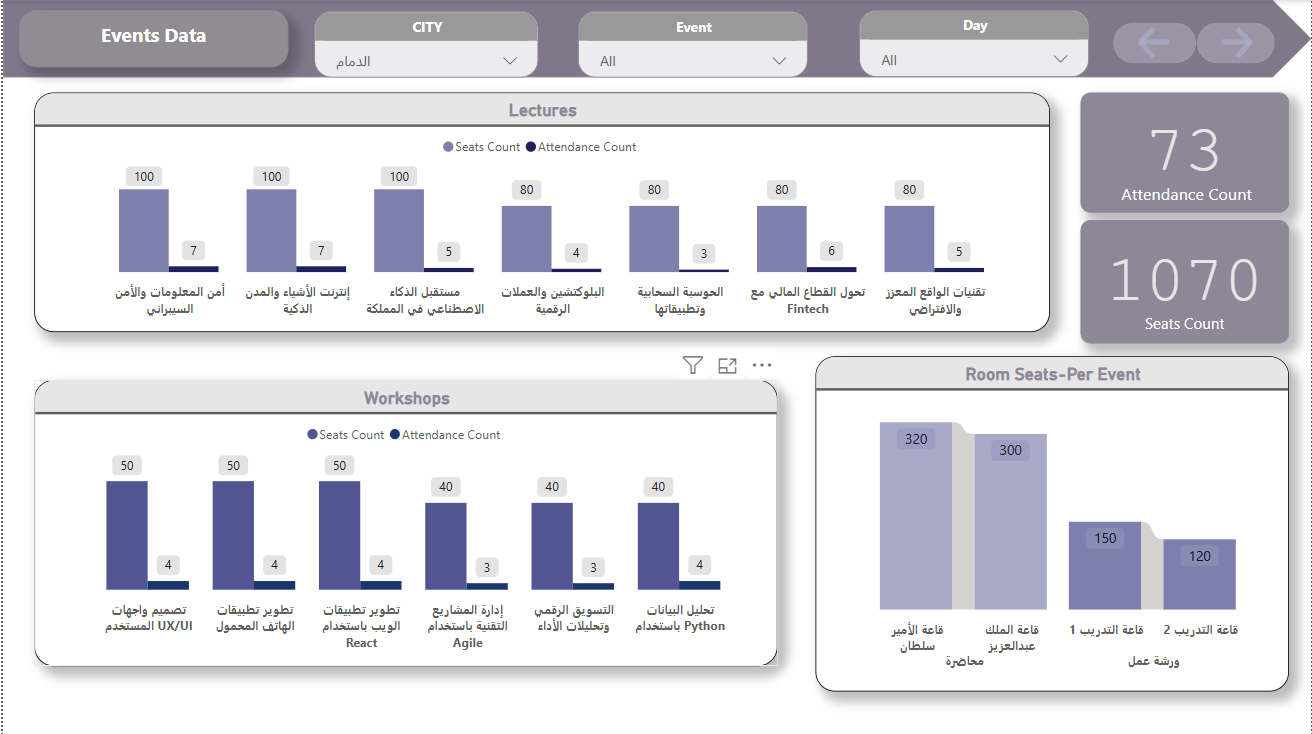 Events Data
CITY
الدمام
Event
All
Day
All
Lectures
Seats Count Attendance Count
100 7 100 7 100 5 80 4 80 3 80 6 80 5
أمن المعلومات والأمن
السيبراني
إنترنت الأشياء والمدن
الذكية
مستقبل الذكاء
الاصطناعي في المملكة
البلوكتشين والعملات
الرقمية
الحوسبة السحابية
وتطبيقاتها
تحول القطاع المالي مع
Fintech
تقنيات الواقع المعزز
والافتراضي
73
Attendance Count
1070
Seats Count
Workshops
Seats Count Attendance Count
50 4 50 4 50 4 40 3 40 3 40 4
تصميم واجهات
المستخدم UX/UI
تطوير تطبيقات
الهاتف المحمول
تطوير تطبيقات
الويب باستخدام
React
إدارة المشاريع
التقنية باستخدام
Agile
التسويق الرقمي
وتحليلات الأداء
تحليل البيانات
باستخدام Python
Room Seats-Per Event
320 300 150 120
قاعة الأمير
سلطان
قاعة الملك
عبدالعزيز
قاعة التدريب 1
قاعة التدريب 2
محاضرة
ورشة عمل